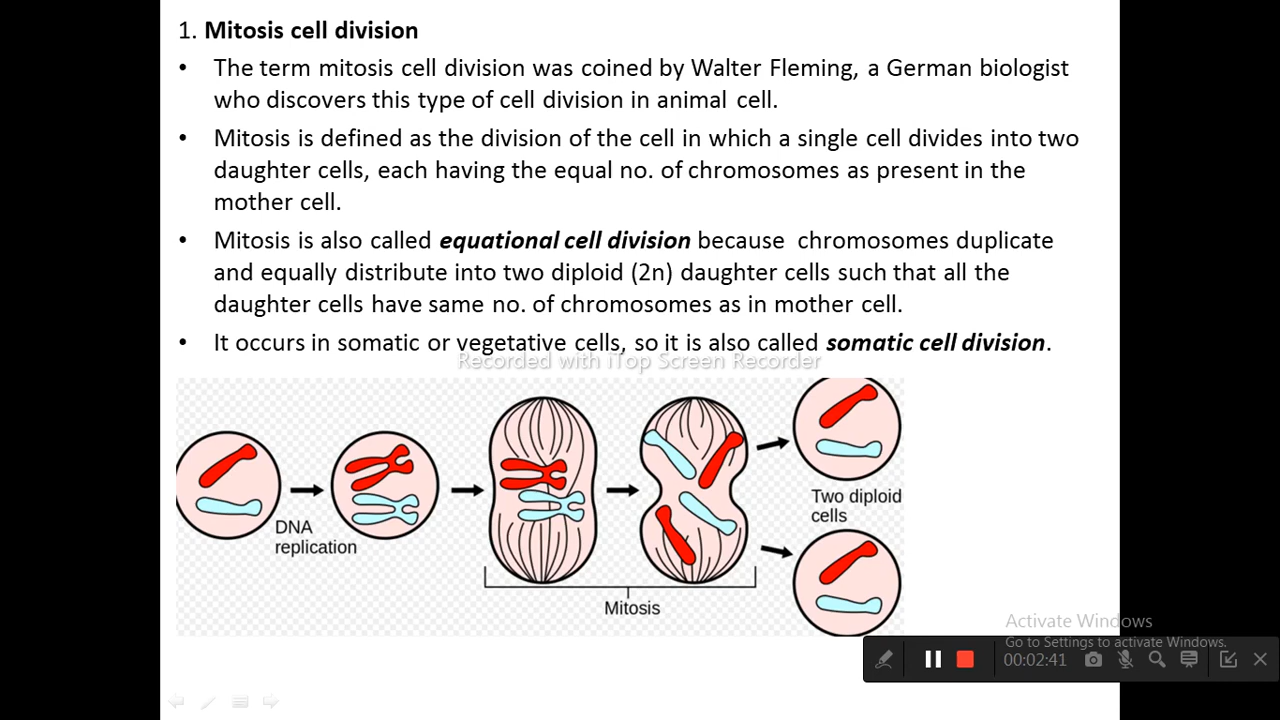 1. Mitosis cell division
• The term mitosis cell division was coined by Walter Fleming, a German biologist
who discovers this type of cell division in animal cell.
• Mitosis is defined as the division of the cell in which a single cell divides into two
daughter cells, each having the equal no. of chromosomes as present in the
mother cell.
• Mitosis is also called equational cell division because chromosomes duplicate
and equally distribute into two diploid (2n) daughter cells such that all the
daughter cells have same no. of chromosomes as in mother cell.
• It occurs in somatic or vegetative cells, so it is also called somatic cell division.
Recorded with iTop Screen Recorder
DNA
replication
Mitosis
Two diploid
cells
Activate Windows
Go to Settings to activate Windows.
00:02:41